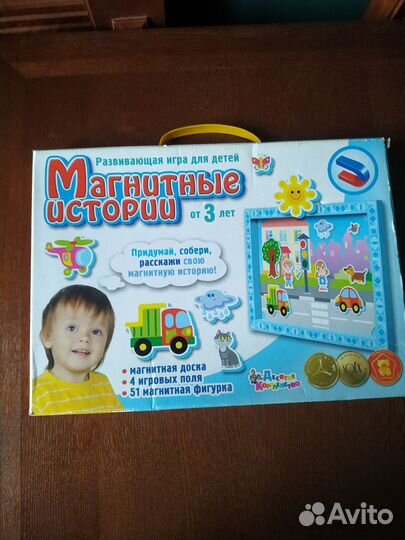 Развивающая игра для детей
Магнитные
истории
от 3 лет
Придумай, собери,
расскажи свою
магнитную историю!
• магнитная доска
• 4 игровых поля
• 51 магнитная фигурка
Десятое
Королевство
Avito